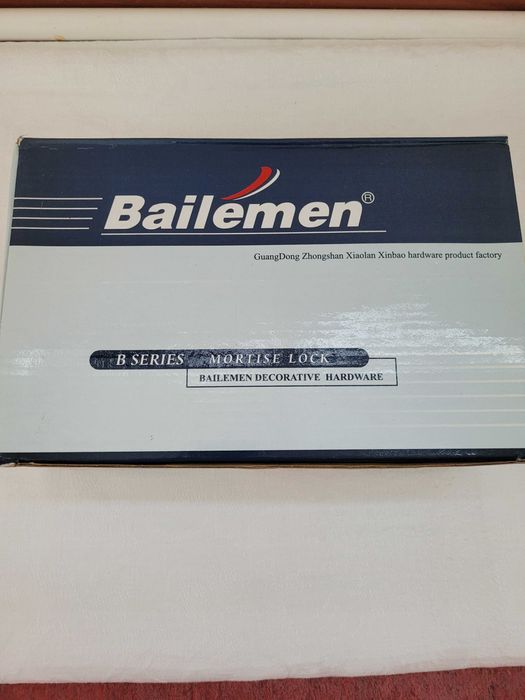 Bailemen®
GuangDong Zhongshan Xiaolan Xinbao hardware product factory
B SERIES MORTISE LOCK
BAILEMEN DECORATIVE HARDWARE